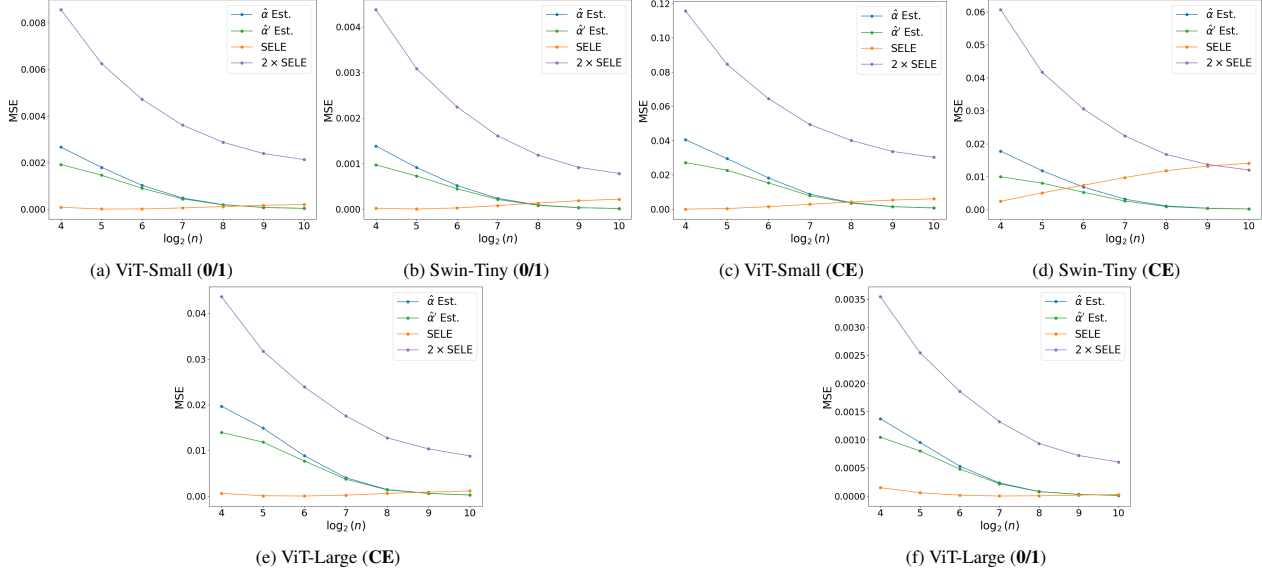 0.008
0.006
0.004
0.002
0.000
MSE
4 5 6 7 8 9 10
log₂(n)
α̂ Est.
α̂′ Est.
SELE
2 × SELE
(a) ViT-Small (0/1)
0.004
0.003
0.002
0.001
0.000
MSE
4 5 6 7 8 9 10
log₂(n)
α̂ Est.
α̂′ Est.
SELE
2 × SELE
(b) Swin-Tiny (0/1)
0.12
0.10
0.08
0.06
0.04
0.02
0.00
MSE
4 5 6 7 8 9 10
log₂(n)
α̂ Est.
α̂′ Est.
SELE
2 × SELE
(c) ViT-Small (CE)
0.06
0.05
0.04
0.03
0.02
0.01
0.00
MSE
4 5 6 7 8 9 10
log₂(n)
α̂ Est.
α̂′ Est.
SELE
2 × SELE
(d) Swin-Tiny (CE)
0.04
0.03
0.02
0.01
0.00
MSE
4 5 6 7 8 9 10
log₂(n)
α̂ Est.
α̂′ Est.
SELE
2 × SELE
(e) ViT-Large (CE)
0.0035
0.0030
0.0025
0.0020
0.0015
0.0010
0.0005
0.0000
MSE
4 5 6 7 8 9 10
log₂(n)
α̂ Est.
α̂′ Est.
SELE
2 × SELE
(f) ViT-Large (0/1)